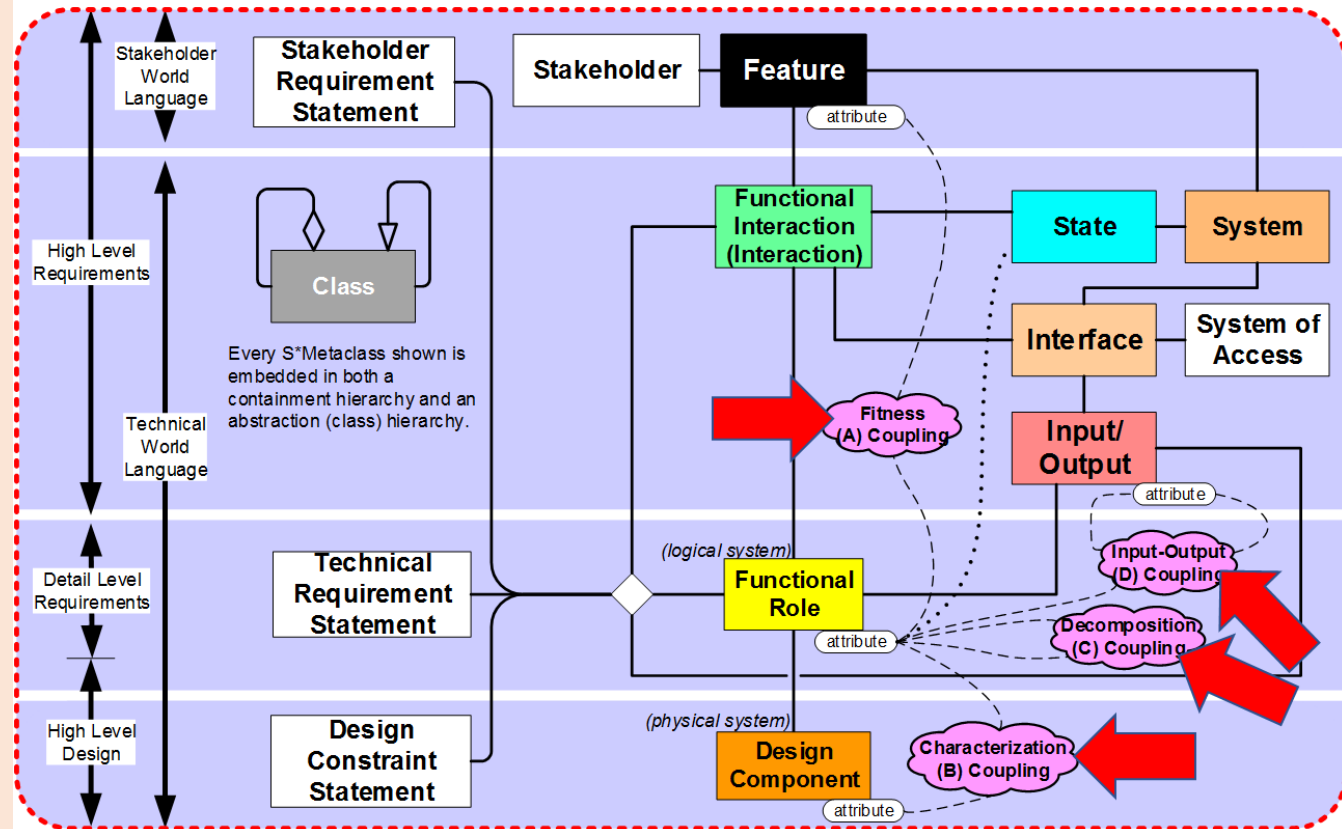 Stakeholder
World
Language
Stakeholder
Requirement
Statement
Stakeholder
Feature
attribute
High Level
Requirements
Technical
World
Language
Class
Every S*Metaclass shown is
embedded in both a
containment hierarchy and an
abstraction (class) hierarchy.
Functional
Interaction
(Interaction)
State
System
Interface
System of
Access
Fitness
(A) Coupling
Input/
Output
attribute
Detail Level
Requirements
Technical
Requirement
Statement
(logical system)
Functional
Role
attribute
Input-Output
(D) Coupling
Decomposition
(C) Coupling
High Level
Design
Design
Constraint
Statement
(physical system)
Design
Component
attribute
Characterization
(B) Coupling